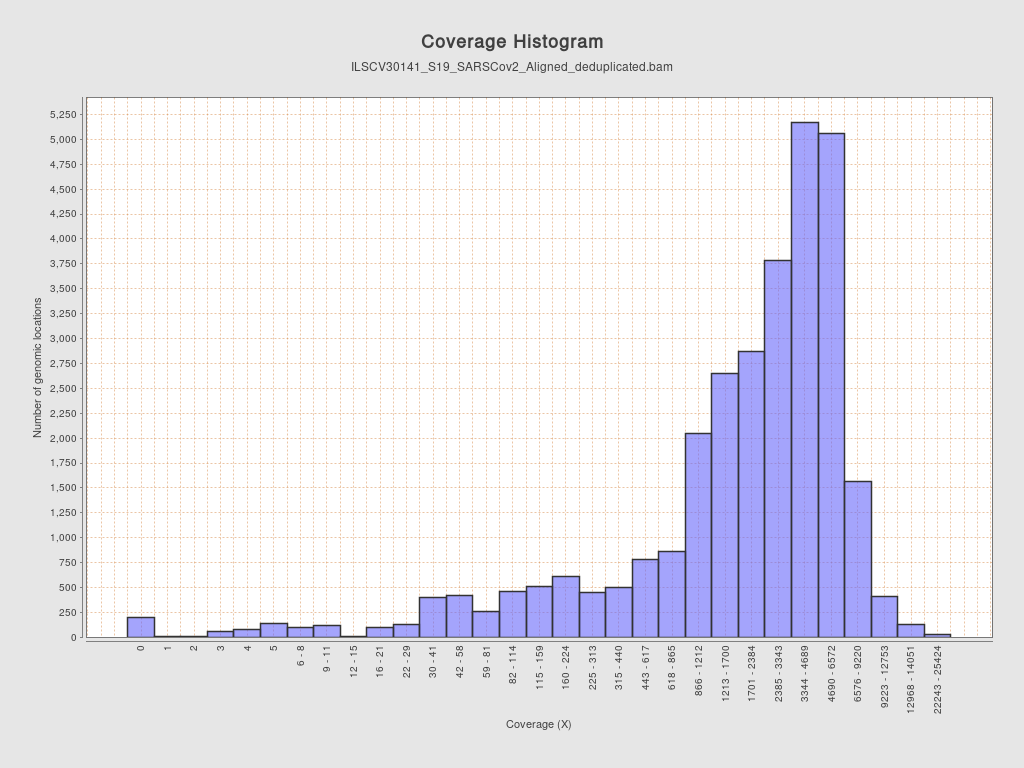 Coverage Histogram
ILSCV30141_S19_SARSCov2_Aligned_deduplicated.bam
5,250
5,000
4,750
4,500
4,250
4,000
3,750
3,500
3,250
3,000
2,750
2,500
2,250
2,000
1,750
1,500
1,250
1,000
750
500
250
0
Number of genomic locations
0
1
2
3
4
5
6 - 8
9 - 11
12 - 15
16 - 21
22 - 29
30 - 41
42 - 58
59 - 81
82 - 114
115 - 159
160 - 224
225 - 313
315 - 440
443 - 617
618 - 865
866 - 1212
1213 - 1700
1701 - 2384
2385 - 3343
3344 - 4689
4690 - 6572
6576 - 9220
9223 - 12753
12968 - 14051
22243 - 25424
Coverage (X)